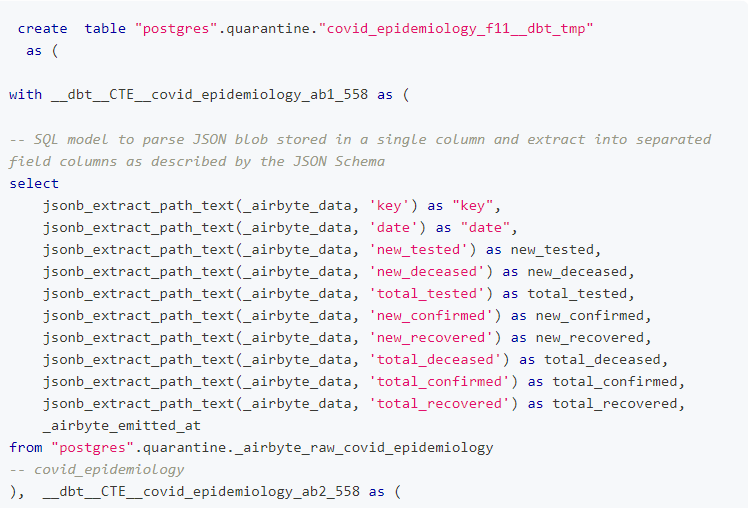 create  table "postgres".quarantine."covid_epidemiology_f11__dbt_tmp"
as (
with __dbt__CTE__covid_epidemiology_ab1_558 as (
-- SQL model to parse JSON blob stored in a single column and extract into separated
field columns as described by the JSON Schema
select
jsonb_extract_path_text(_airbyte_data, 'key') as "key",
jsonb_extract_path_text(_airbyte_data, 'date') as "date",
jsonb_extract_path_text(_airbyte_data, 'new_tested') as new_tested,
jsonb_extract_path_text(_airbyte_data, 'new_deceased') as new_deceased,
jsonb_extract_path_text(_airbyte_data, 'total_tested') as total_tested,
jsonb_extract_path_text(_airbyte_data, 'new_confirmed') as new_confirmed,
jsonb_extract_path_text(_airbyte_data, 'new_recovered') as new_recovered,
jsonb_extract_path_text(_airbyte_data, 'total_deceased') as total_deceased,
jsonb_extract_path_text(_airbyte_data, 'total_confirmed') as total_confirmed,
jsonb_extract_path_text(_airbyte_data, 'total_recovered') as total_recovered,
_airbyte_emitted_at
from "postgres".quarantine._airbyte_raw_covid_epidemiology
-- covid_epidemiology
),  __dbt__CTE__covid_epidemiology_ab2_558 as (